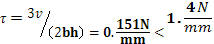 τ = 3v/(2bh) = 0.151N/mm < 1.4N/mm